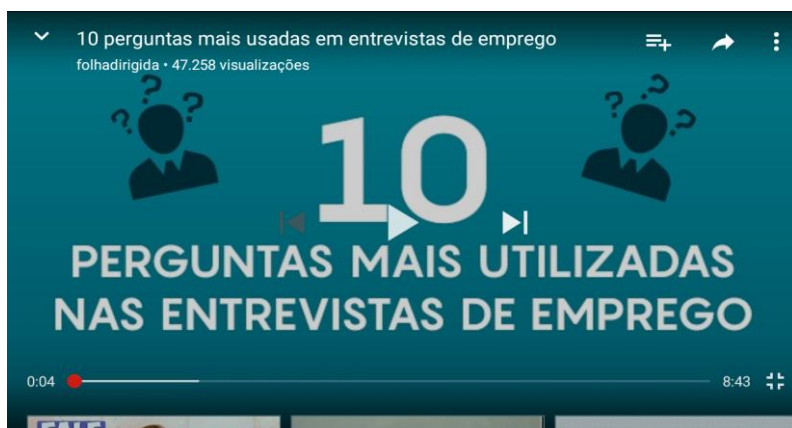 10 perguntas mais usadas em entrevistas de emprego
folhadirigida • 47.258 visualizações
? ? ? ? ? ?
10
PERGUNTAS MAIS UTILIZADAS
NAS ENTREVISTAS DE EMPREGO
0:04 8:43
FALE